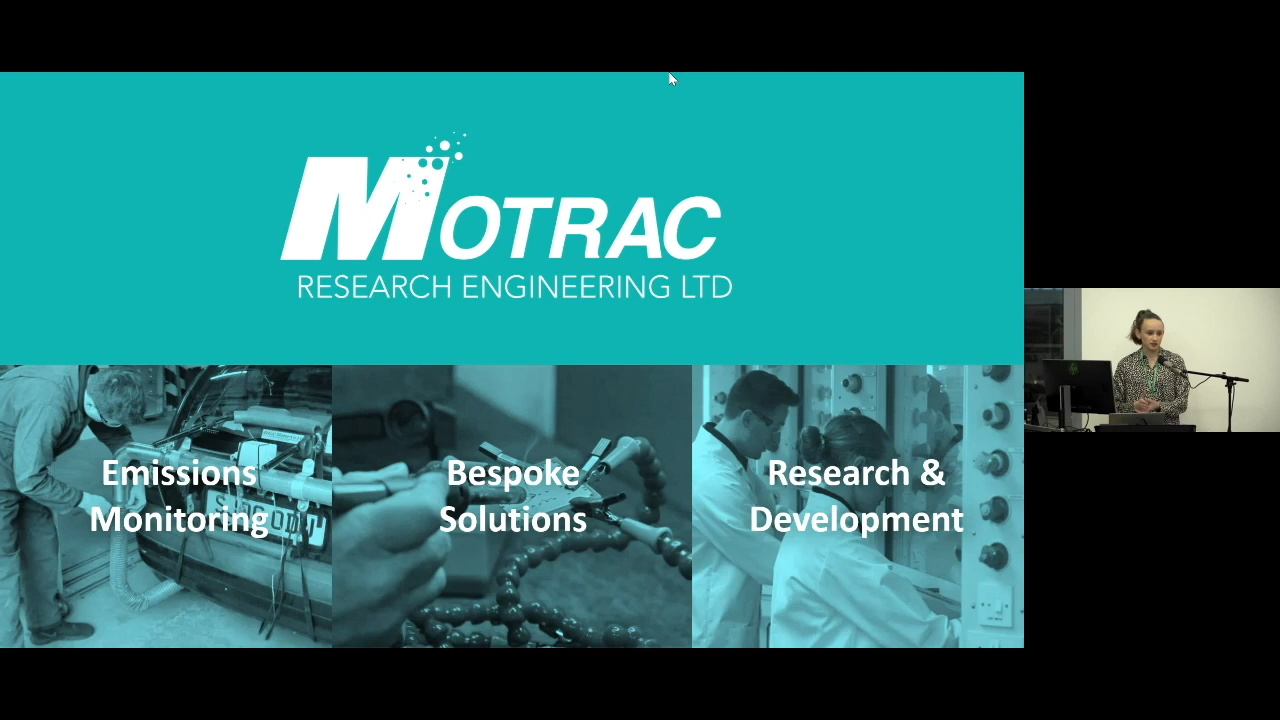 MOTRAC
RESEARCH ENGINEERING LTD
Emissions
Monitoring
Bespoke
Solutions
Research &
Development